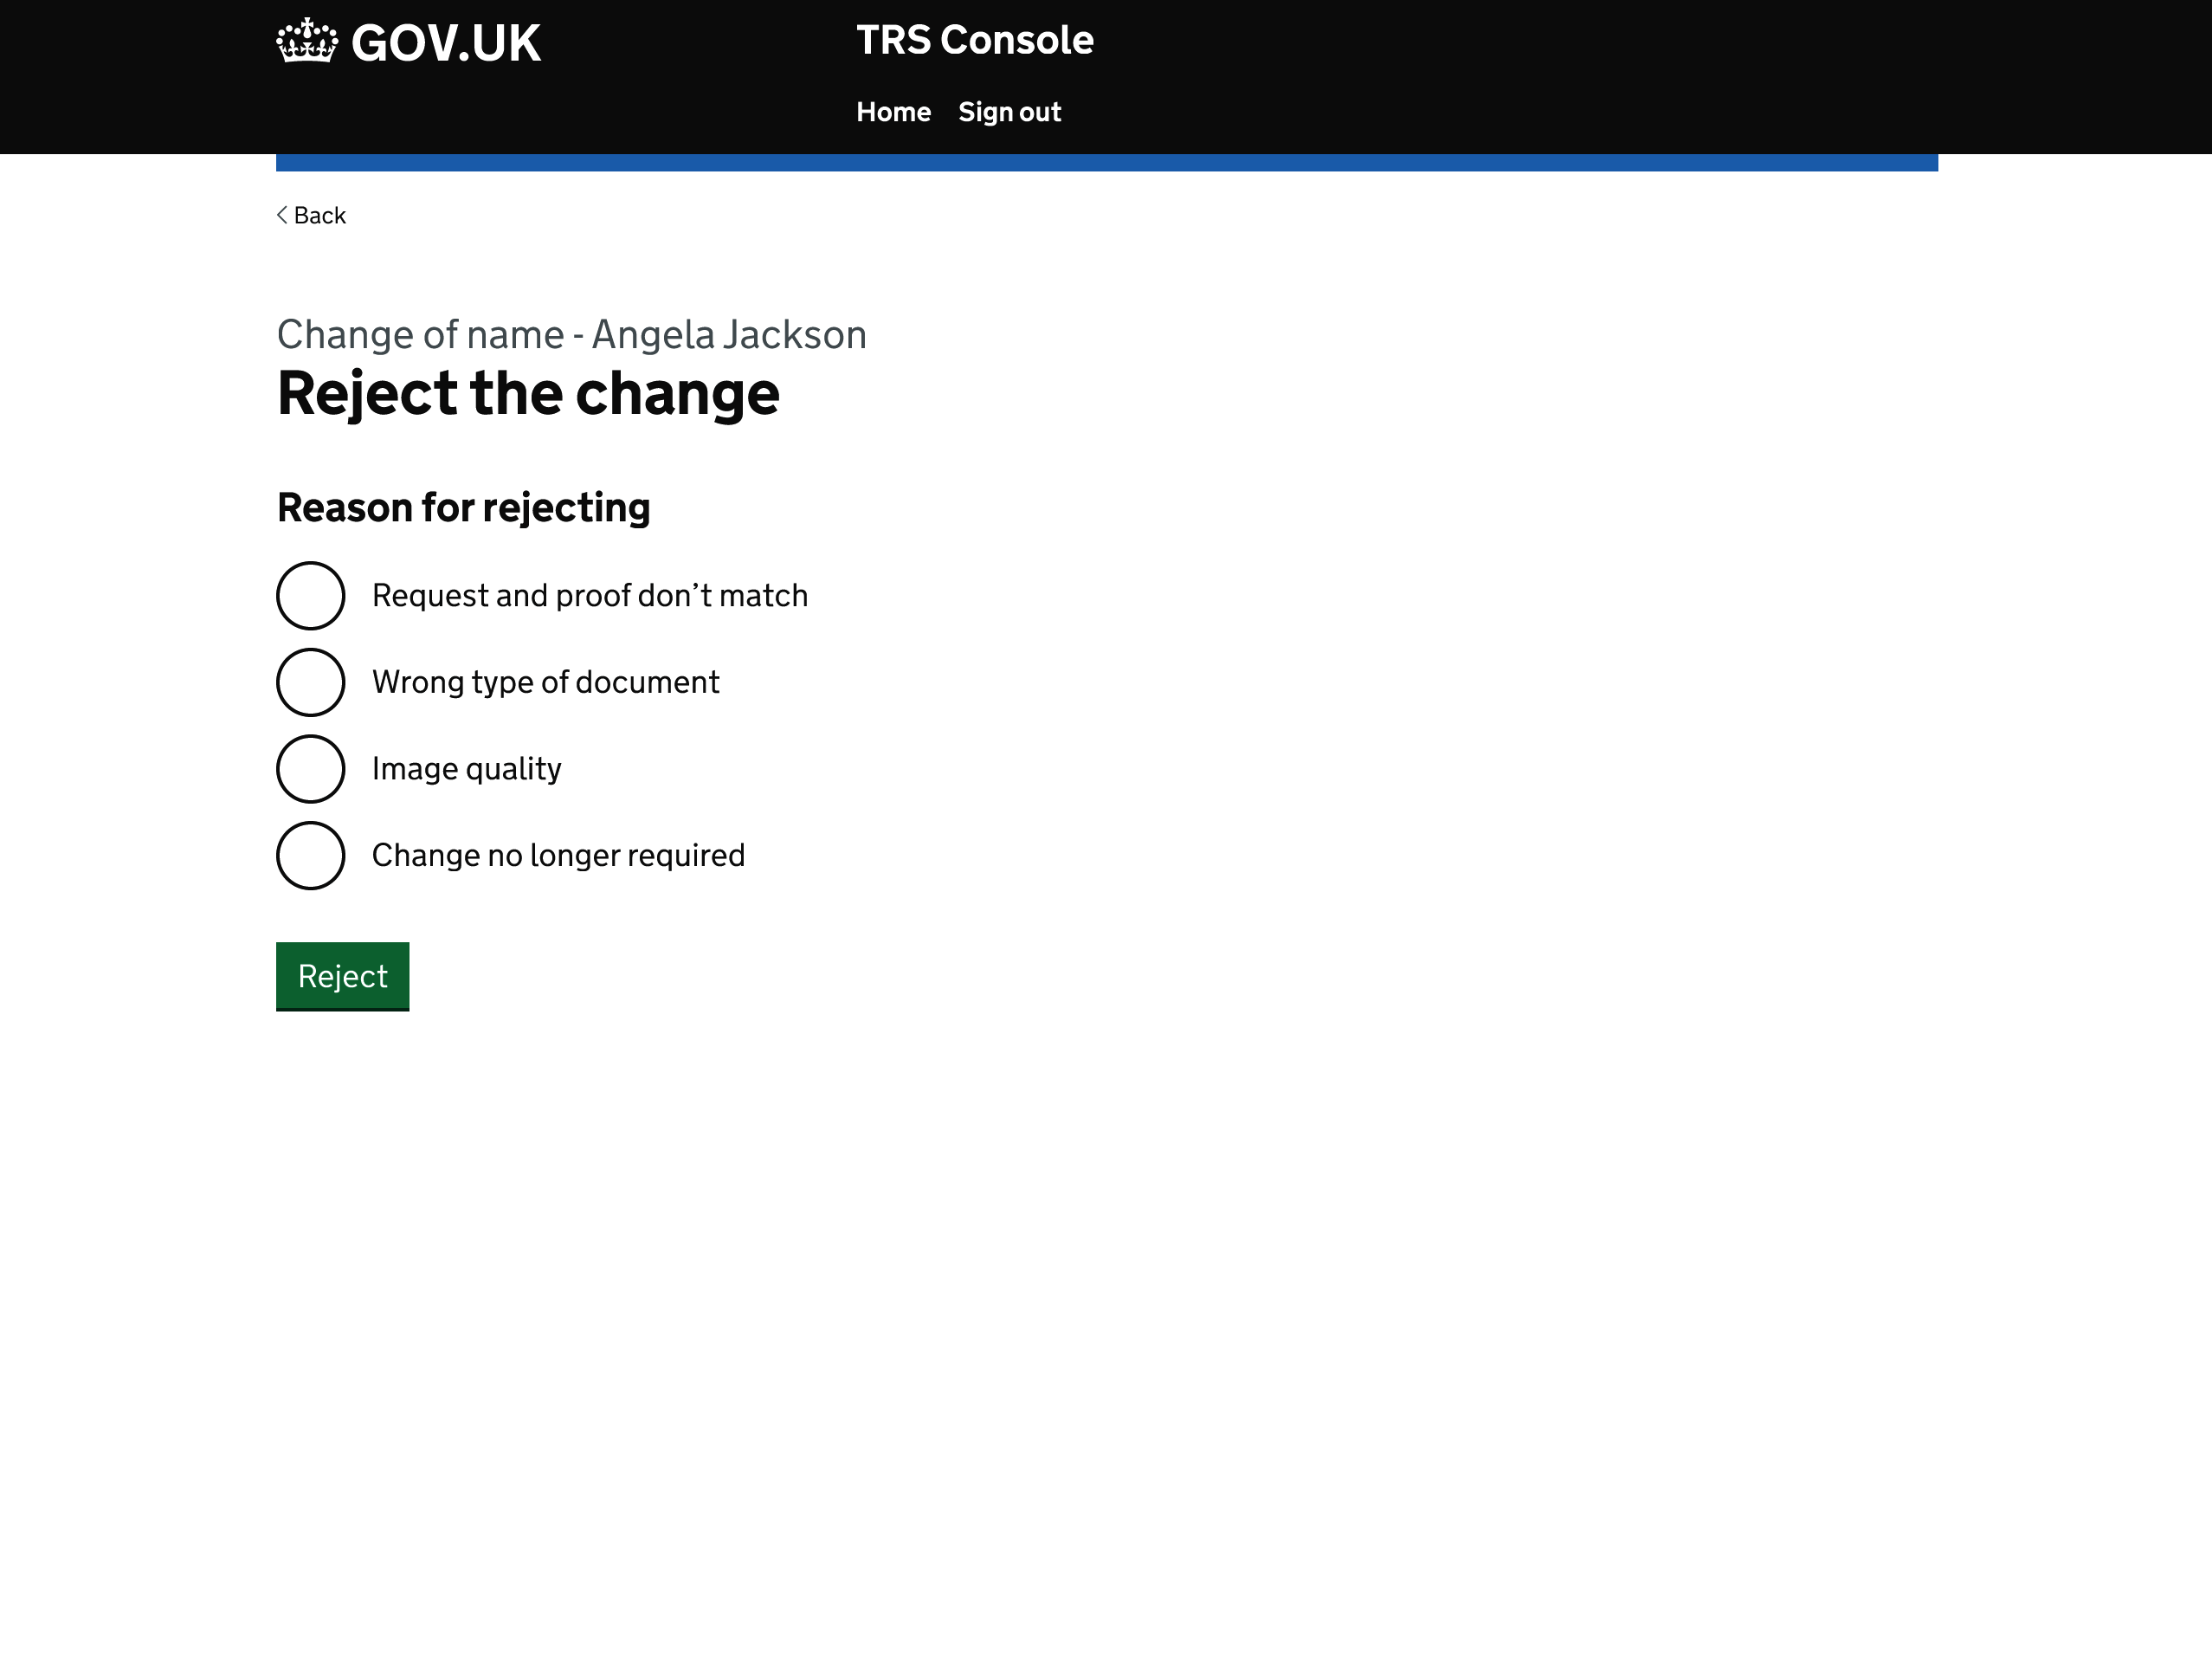 GOV.UK
TRS Console
Home Sign out
Back
Change of name - Angela Jackson
Reject the change
Reason for rejecting
Request and proof don’t match
Wrong type of document
Image quality
Change no longer required
Reject